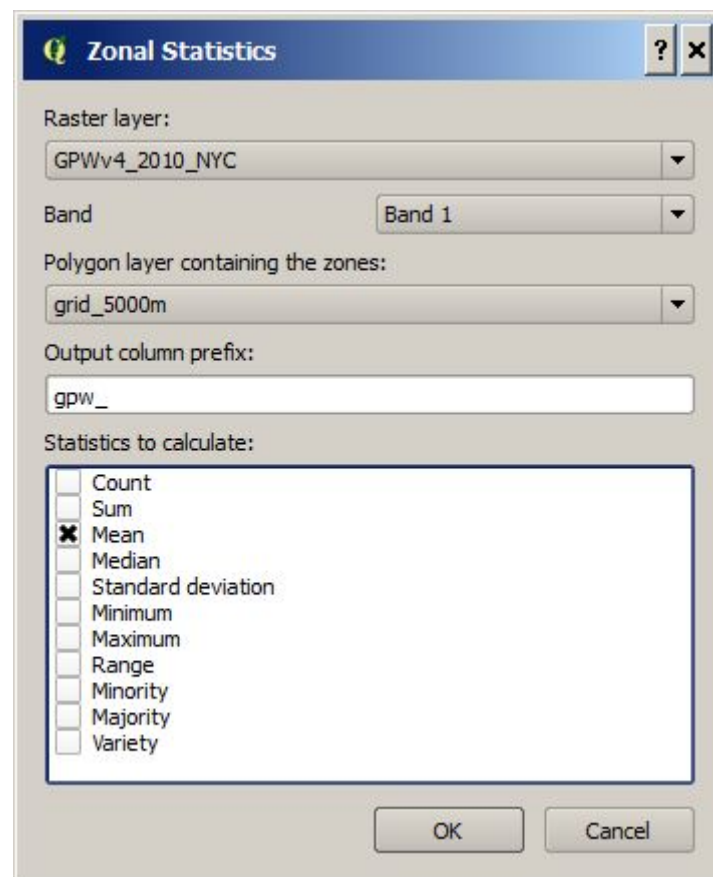 Zonal Statistics
Raster layer:
GPWv4_2010_NYC
Band Band 1
Polygon layer containing the zones:
grid_5000m
Output column prefix:
gpw_
Statistics to calculate:
Count
Sum
Mean
Median
Standard deviation
Minimum
Maximum
Range
Minority
Majority
Variety
OK Cancel